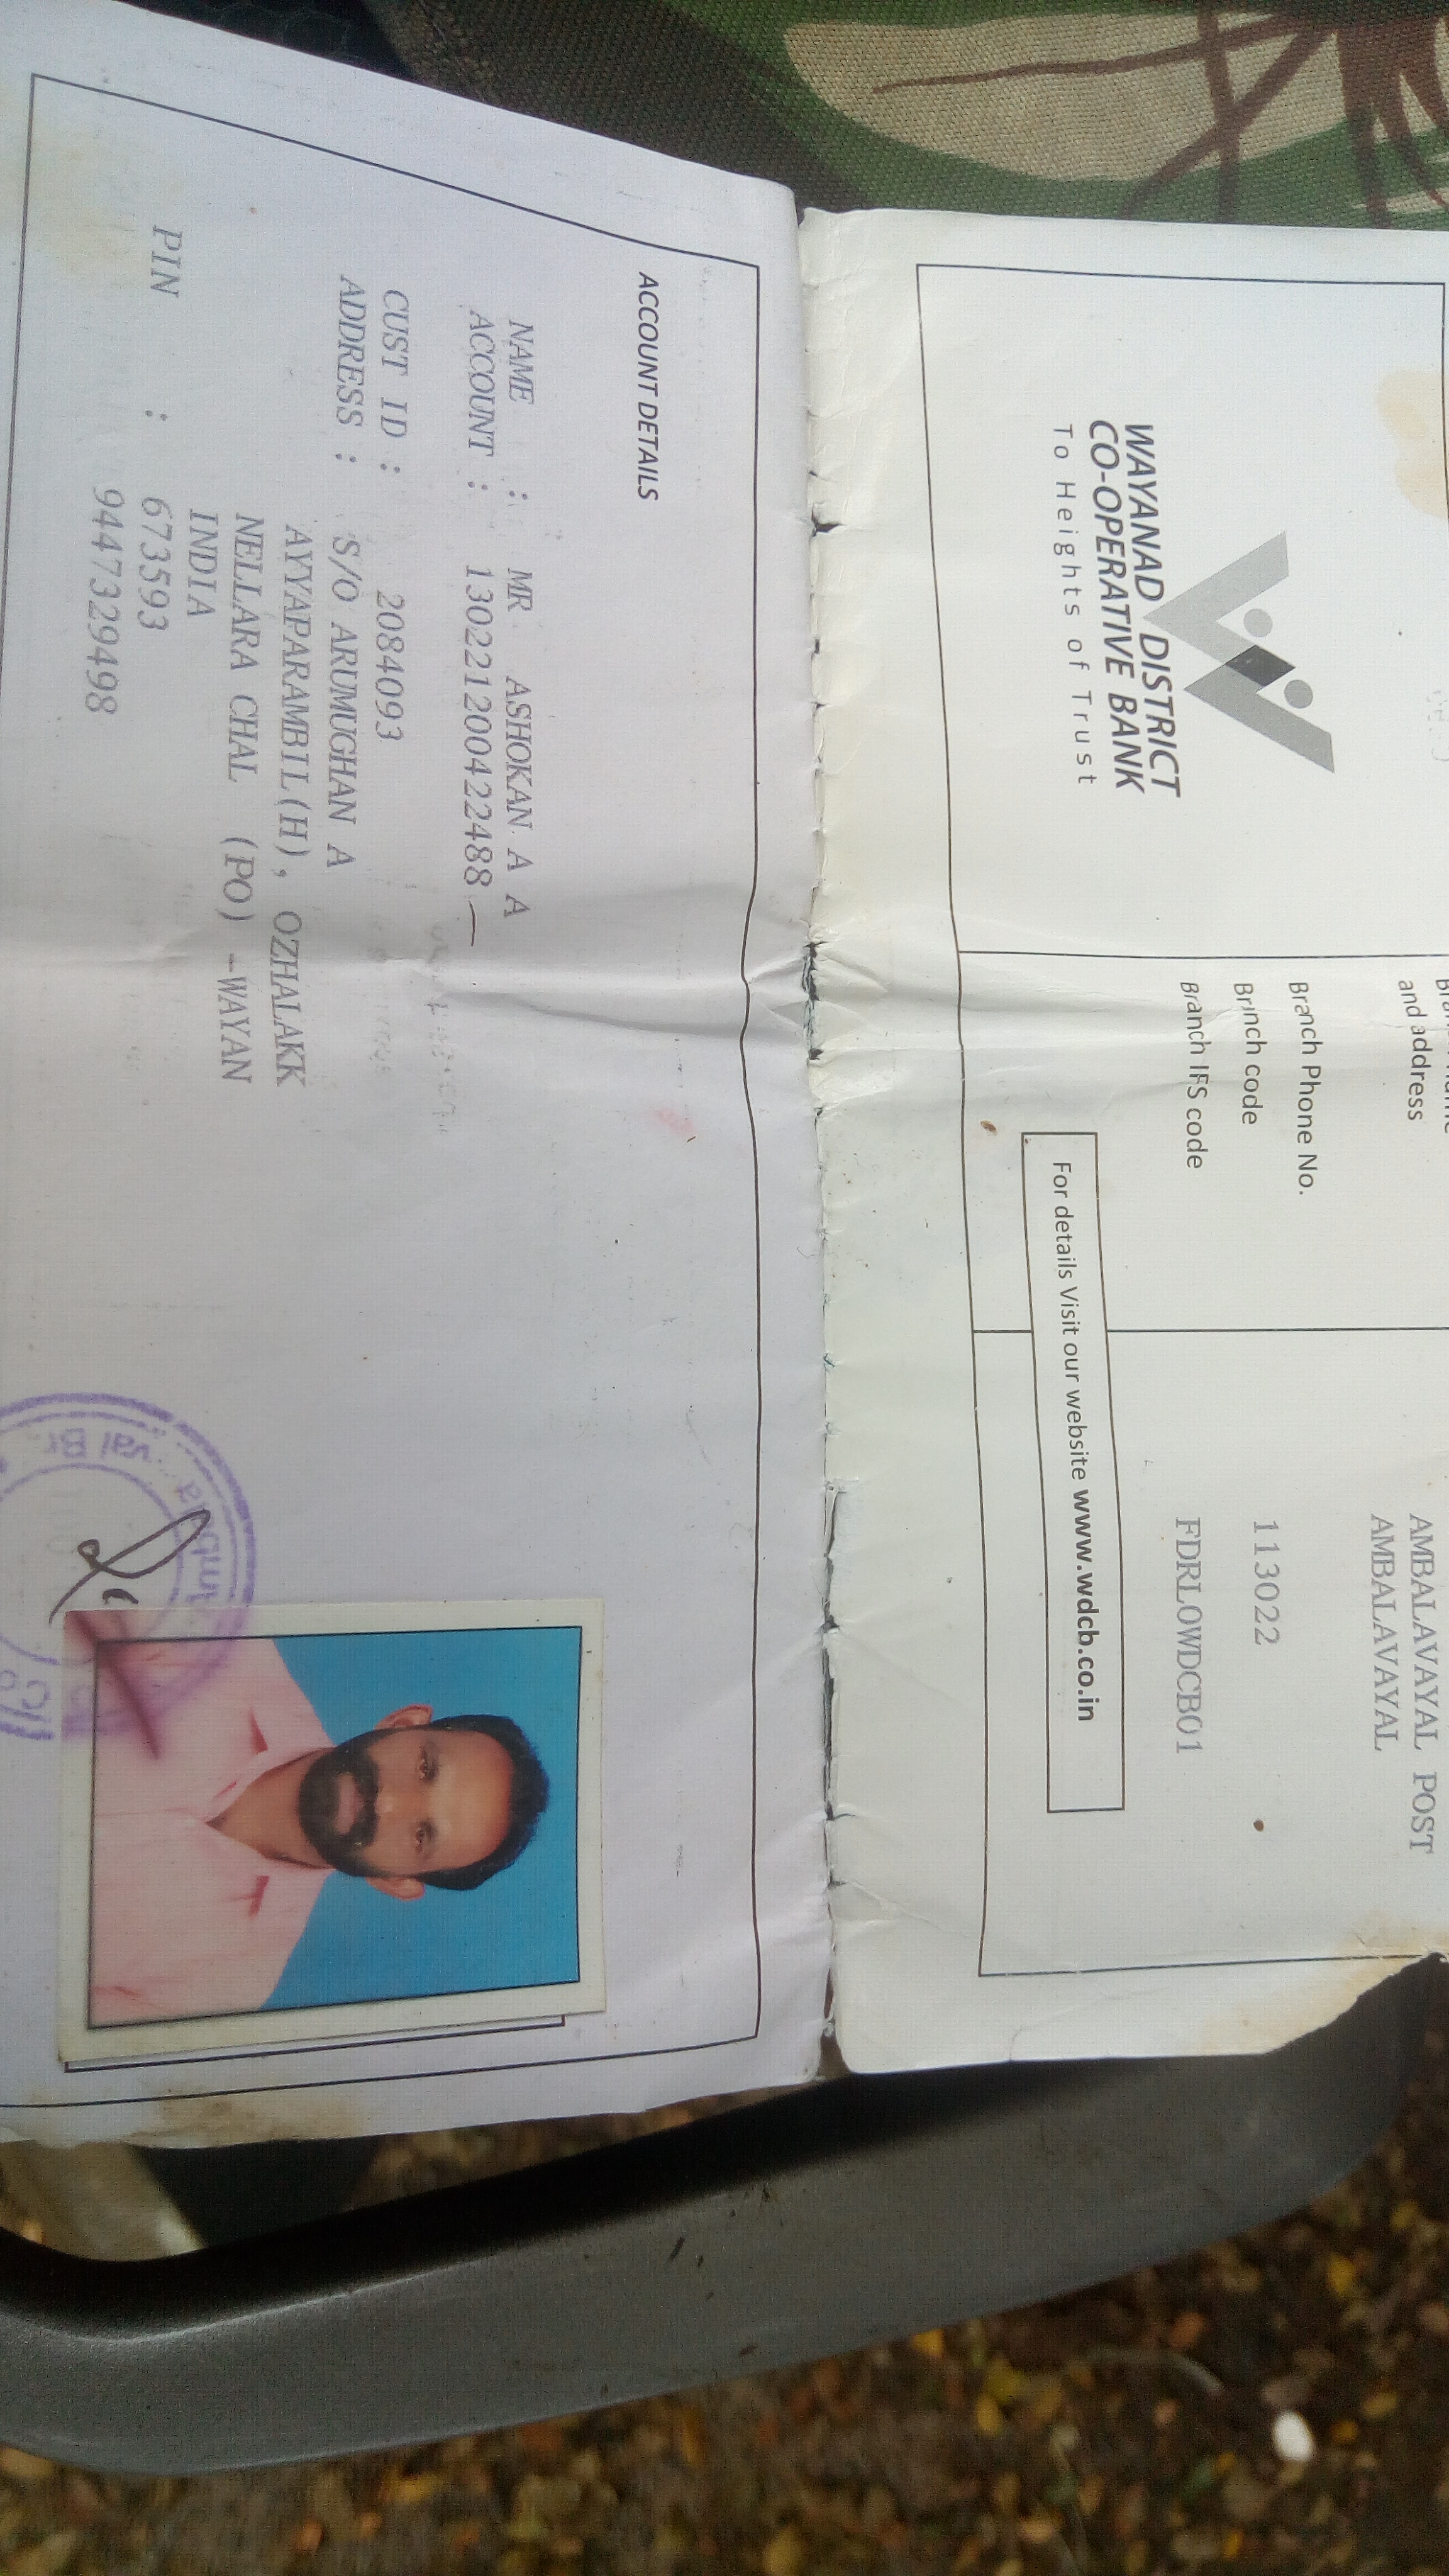 AMBALAVAYAL POST
and address
AMBALAVAYAL
Branch Phone No.
Branch code
113022
Branch IFS code
FDRL0WDCB01
WAYANAD DISTRICT
CO-OPERATIVE BANK
To Heights of Trust
For details Visit our website www.wdcb.co.in
ACCOUNT DETAILS
NAME : MR ASHOKAN A A
ACCOUNT : 130221200422488
CUST ID : 2084093
ADDRESS : S/O ARUMUGHAN A
AYYAPARAMBIL(H), OZHALAKK
NELLARA CHAL (PO) -WAYAN
INDIA
PIN : 673593
9447329498